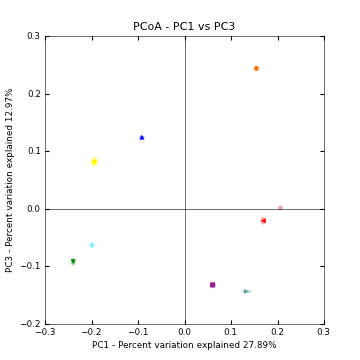 PCoA - PC1 vs PC3
0.3
0.2
0.1
0.0
−0.1
−0.2
−0.3 −0.2 −0.1 0.0 0.1 0.2 0.3
PC3 - Percent variation explained 12.97%
PC1 - Percent variation explained 27.89%